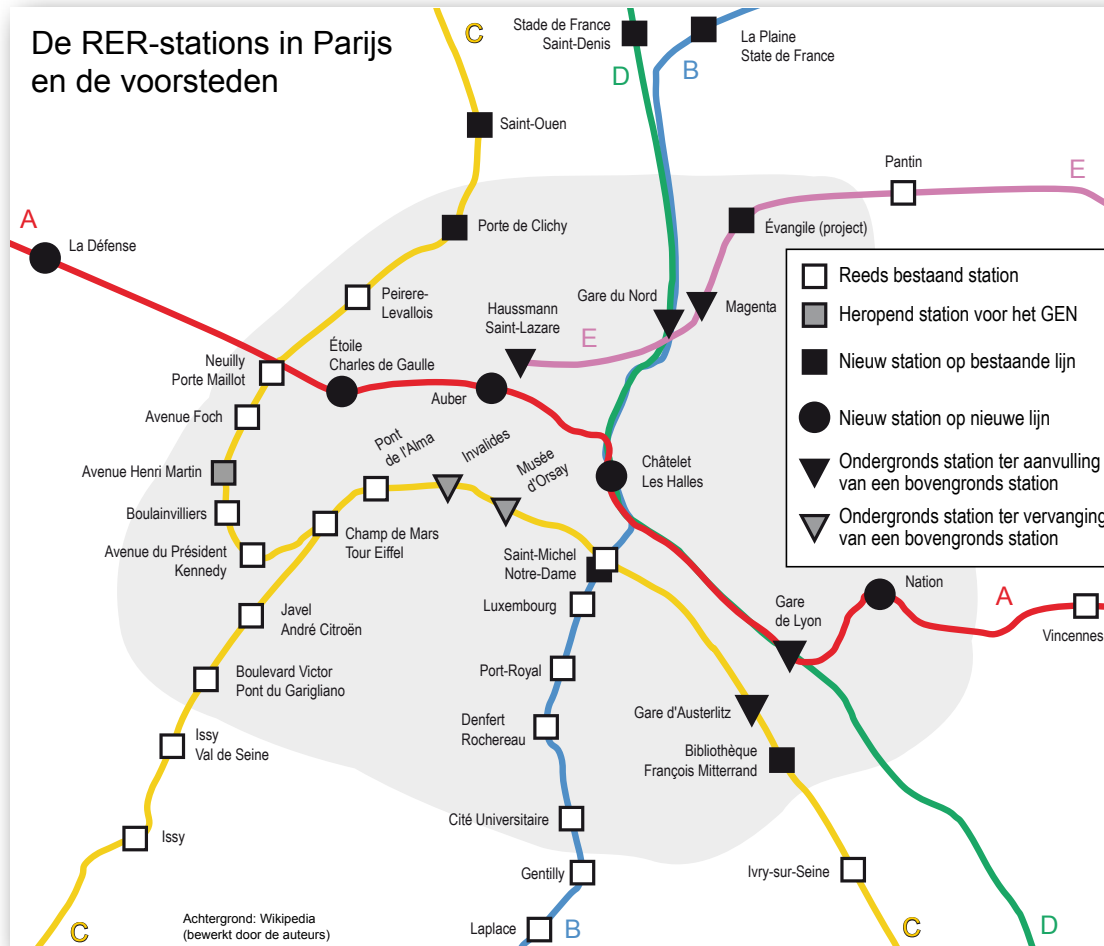 De RER-stations in Parijs
en de voorsteden
C
Stade de France
Saint-Denis
D
B
La Plaine
State de France
Saint-Ouen
Pantin
E
A
La Défense
Porte de Clichy
Évangile (project)
Peirere-
Levallois
Gare du Nord
Magenta
Haussmann
Saint-Lazare
E
Étoile
Charles de Gaulle
Neuilly
Porte Maillot
Auber
Avenue Foch
Pont
de l'Alma
Invalides
Musée
d'Orsay
Avenue Henri Martin
Châtelet
Les Halles
Boulainvilliers
Champ de Mars
Tour Eiffel
Avenue du Président
Kennedy
Saint-Michel
Notre-Dame
Luxembourg
Javel
André Citroën
Gare
de Lyon
Nation
A
Vincennes
Port-Royal
Boulevard Victor
Pont du Garigliano
Denfert
Rochereau
Gare d'Austerlitz
Issy
Val de Seine
Bibliothèque
François Mitterrand
Cité Universitaire
Issy
Gentilly
Ivry-sur-Seine
Laplace
B
C
C
D
Reeds bestaand station
Heropend station voor het GEN
Nieuw station op bestaande lijn
Nieuw station op nieuwe lijn
Ondergronds station ter aanvulling
van een bovengronds station
Ondergronds station ter vervanging
van een bovengronds station
Achtergrond: Wikipedia
(bewerkt door de auteurs)